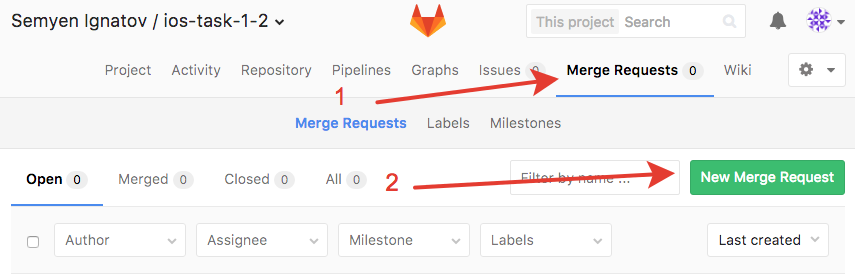 Semyen Ignatov / ios-task-1-2
This project Search
Project Activity Repository Pipelines Graphs Issues 0 Merge Requests 0 Wiki
1
Merge Requests Labels Milestones
Open 0 Merged 0 Closed 0 All 0 2 Filter by name ... New Merge Request
Author Assignee Milestone Labels Last created